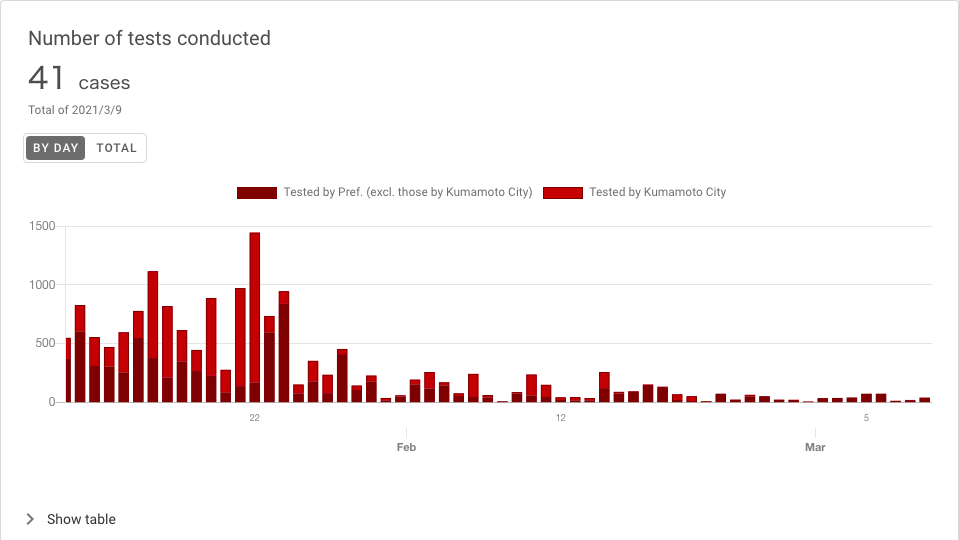 Number of tests conducted
41 cases
Total of 2021/3/9
BY DAY TOTAL
Tested by Pref. (excl. those by Kumamoto City) Tested by Kumamoto City
1500
1000
500
0
22 12 5
Feb Mar
Show table